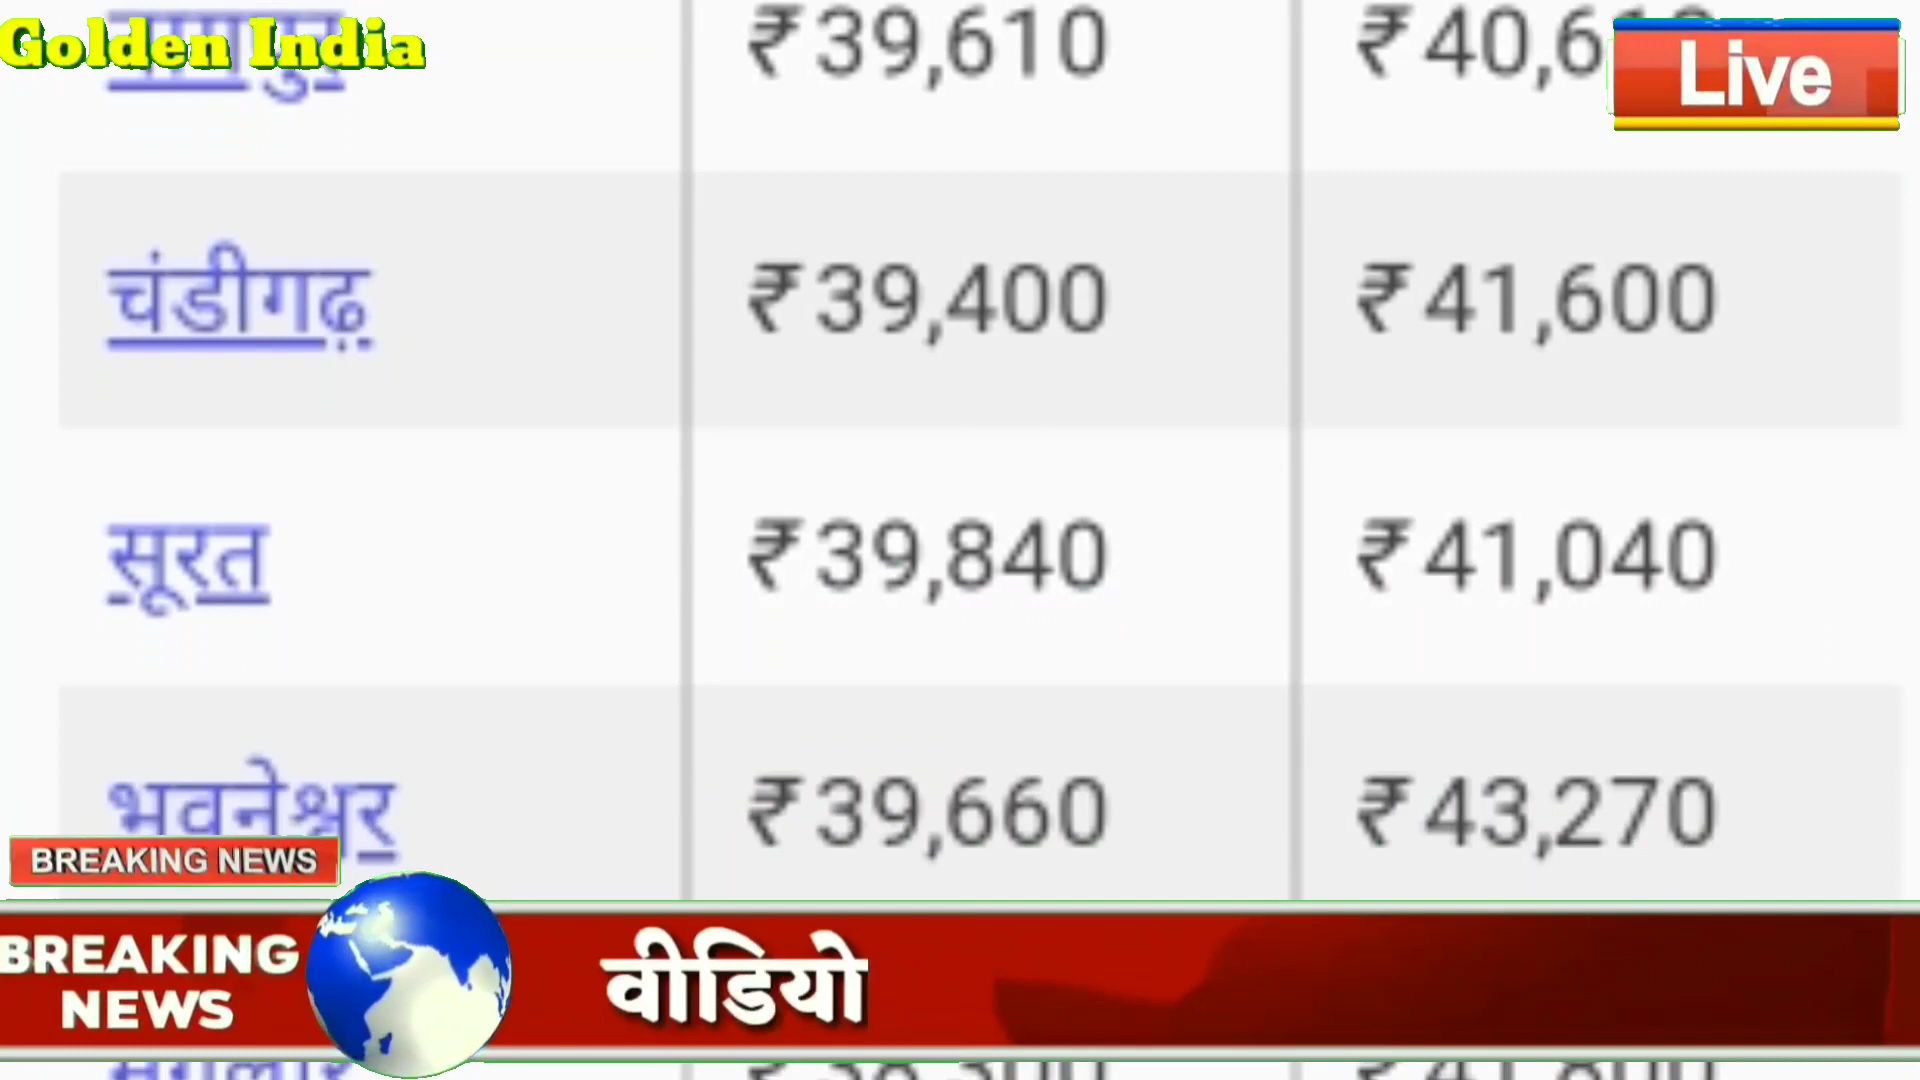 Golden India
₹39,610
Live
चंडीगढ़ ₹39,400 ₹41,600
सूरत ₹39,840 ₹41,040
भुवनेश्वर ₹39,660 ₹43,270
BREAKING NEWS
BREAKING
NEWS
वीडियो